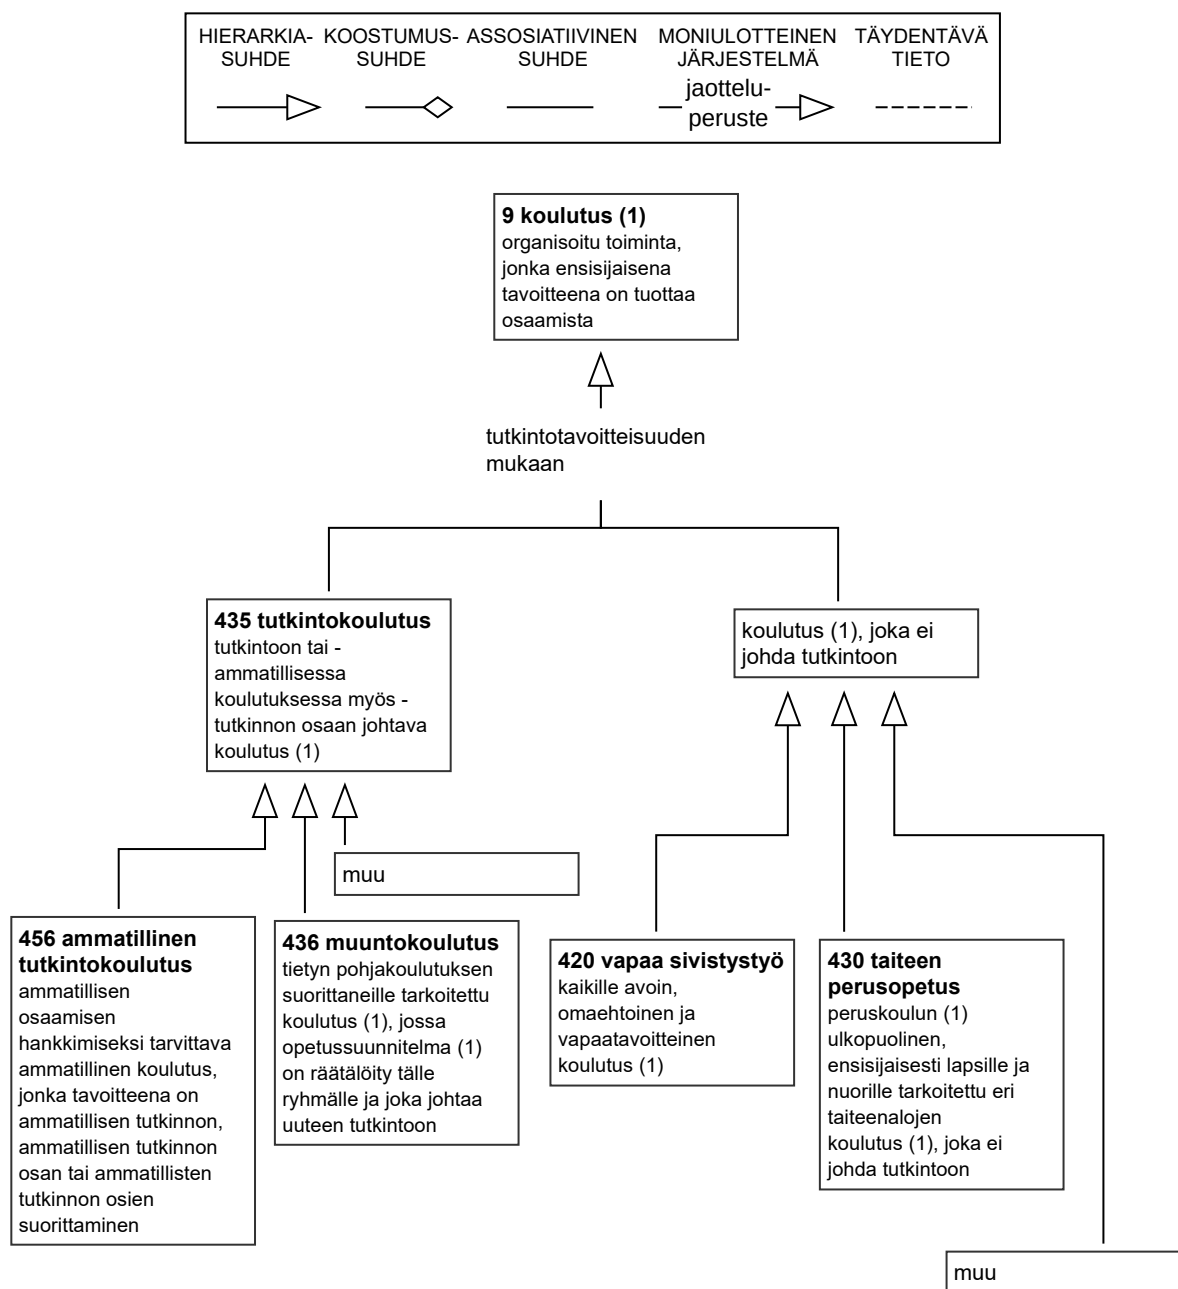 HIERARKIA-
SUHDE
KOOSTUMUS-
SUHDE
ASSOSIATIIVINEN
SUHDE
MONIULOTTEINEN
JÄRJESTELMÄ
jaottelu-
peruste
TÄYDENTÄVÄ
TIETO
9 koulutus (1)
organisoitu toiminta,
jonka ensisijaisena
tavoitteena on tuottaa
osaamista
tutkintotavoitteisuuden
mukaan
435 tutkintokoulutus
tutkintoon tai -
ammatillisessa
koulutuksessa myös -
tutkinnon osaan johtava
koulutus (1)
koulutus (1), joka ei
johda tutkintoon
muu
456 ammatillinen
tutkintokoulutus
ammatillisen
osaamisen
hankkimiseksi tarvittava
ammatillinen koulutus,
jonka tavoitteena on
ammatillisen tutkinnon,
ammatillisen tutkinnon
osan tai ammatillisten
tutkinnon osien
suorittaminen
436 muuntokoulutus
tietyn pohjakoulutuksen
suorittaneille tarkoitettu
koulutus (1), jossa
opetussuunnitelma (1)
on räätälöity tälle
ryhmälle ja joka johtaa
uuteen tutkintoon
420 vapaa sivistystyö
kaikille avoin,
omaehtoinen ja
vapaatavoitteinen
koulutus (1)
430 taiteen
perusopetus
peruskoulun (1)
ulkopuolinen,
ensisijaisesti lapsille ja
nuorille tarkoitettu eri
taiteenalojen
koulutus (1), joka ei
johda tutkintoon
muu